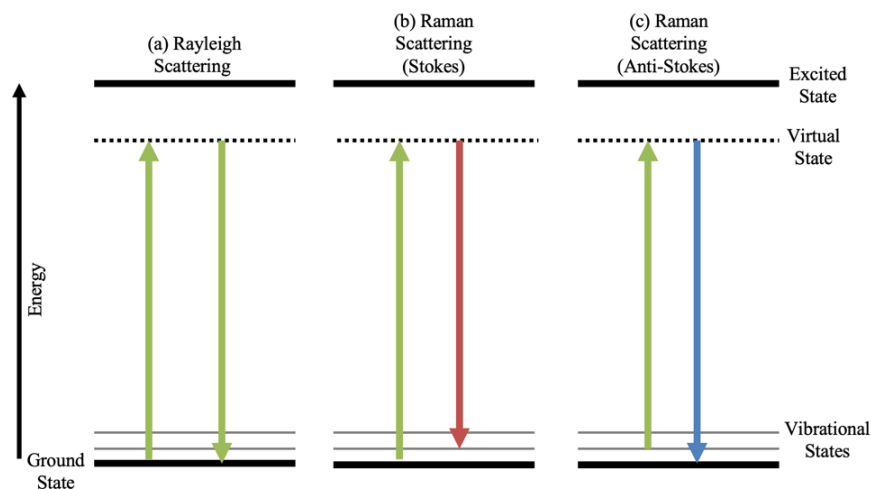 (a) Rayleigh
Scattering
(b) Raman
Scattering
(Stokes)
(c) Raman
Scattering
(Anti-Stokes)
Excited
State
Virtual
State
Energy
Vibrational
States
Ground
State